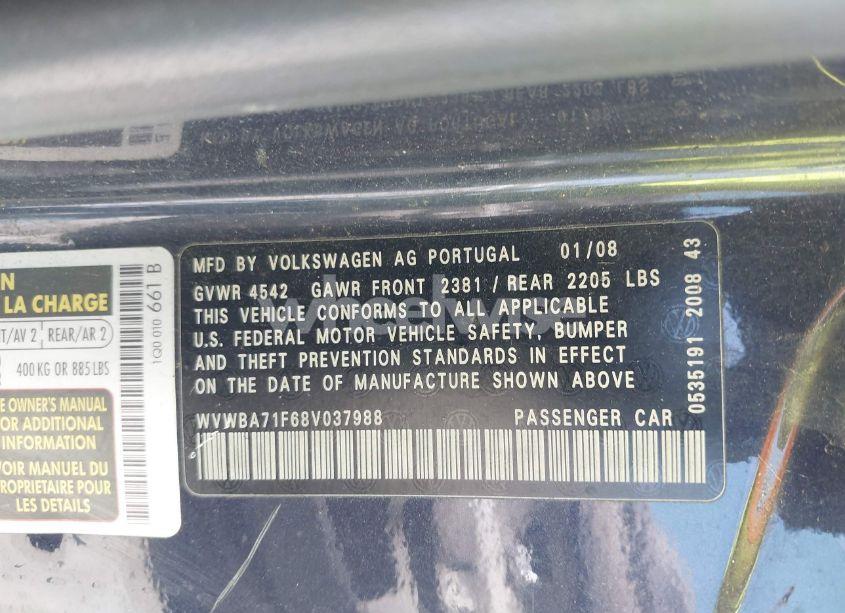 N
LA CHARGE
T/AV 2 REAR/AR 2
400 KG OR 885 LBS
E OWNER'S MANUAL
FOR ADDITIONAL
INFORMATION
VOIR MANUEL DU
PROPRIETAIRE POUR
LES DETAILS
1Q0 010 661 B
MFD BY VOLKSWAGEN AG PORTUGAL 01/08
GVWR 4542 GAWR FRONT 2381 / REAR 2205 LBS
THIS VEHICLE CONFORMS TO ALL APPLICABLE
U.S. FEDERAL MOTOR VEHICLE SAFETY, BUMPER
AND THEFT PREVENTION STANDARDS IN EFFECT
ON THE DATE OF MANUFACTURE SHOWN ABOVE
WVWBA71F68V037988 PASSENGER CAR
0535191 2008 43